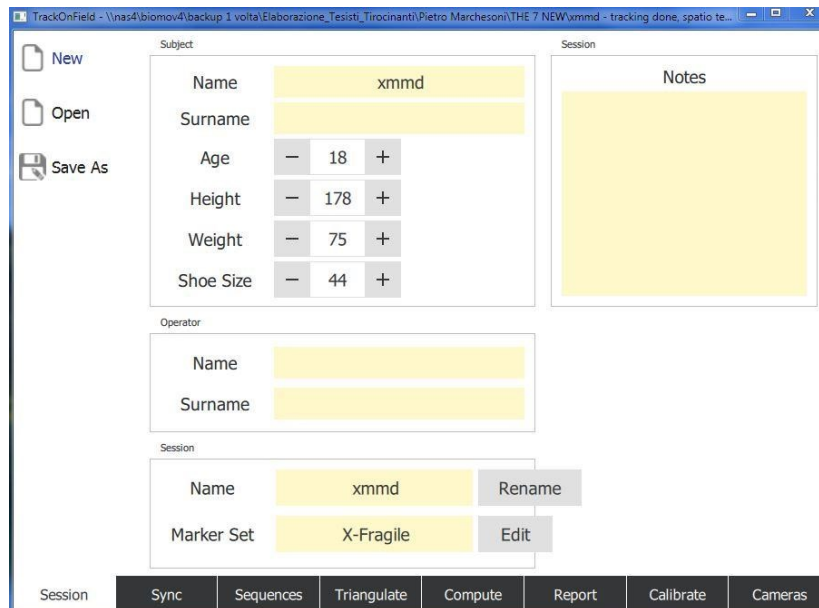 TrackOnField - \\nas4\biomov4\backup 1 volta\Elaborazione_Tesisti_Tirocinanti\Pietro Marchesoni\THE 7 NEW\xmmd - tracking done, spatio te...
New
Open
Save As
Subject
Name xmmd
Surname
Age − 18 +
Height − 178 +
Weight − 75 +
Shoe Size − 44 +
Session
Notes
Operator
Name
Surname
Session
Name xmmd Rename
Marker Set X-Fragile Edit
Session Sync Sequences Triangulate Compute Report Calibrate Cameras